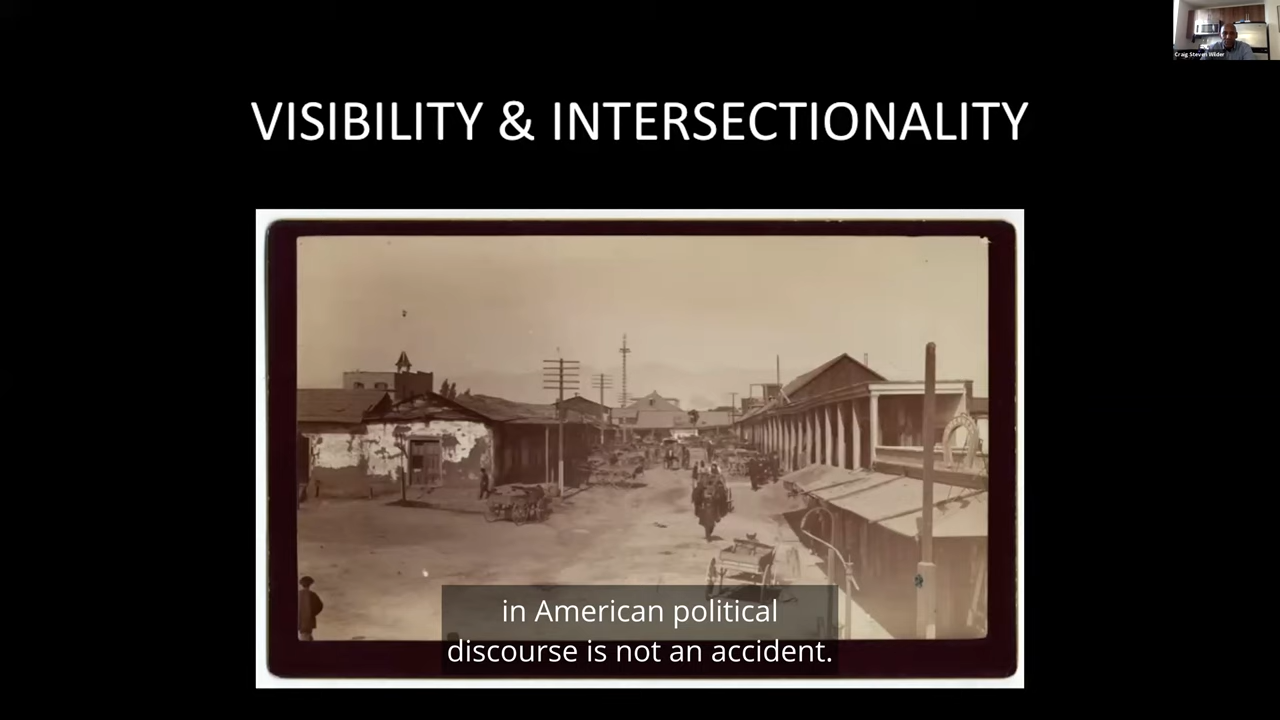 Craig Steven Wilder
VISIBILITY & INTERSECTIONALITY
in American political
discourse is not an accident.